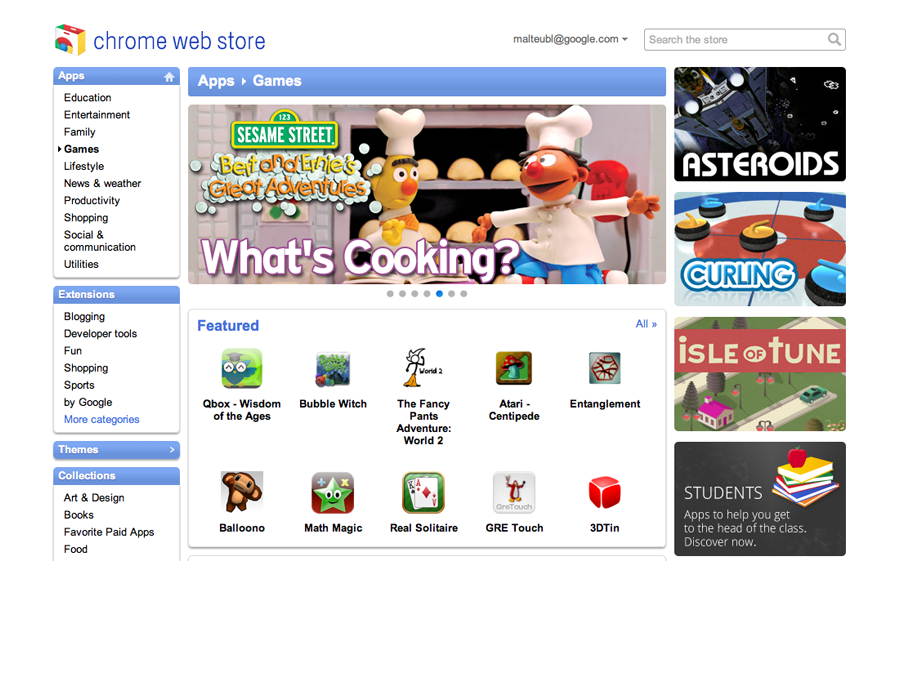 chrome web store
malteubl@google.com
Search the store
Apps
Education
Entertainment
Family
Games
Lifestyle
News & weather
Productivity
Shopping
Social &
communication
Utilities
Extensions
Blogging
Developer tools
Fun
Shopping
Sports
by Google
More categories
Themes
Collections
Art & Design
Books
Favorite Paid Apps
Food
Apps Games
123
SESAME STREET
Bert and Ernie's
Great Adventures
What's Cooking?
Featured
All »
Qbox - Wisdom
of the Ages
Bubble Witch
World 2
The Fancy
Pants
Adventure:
World 2
Atari -
Centipede
Entanglement
Balloono
Math Magic
K A
Real Solitaire
GreTouch
GRE Touch
3DTin
ASTEROIDS
CURLING
ISLE OF TUNE
STUDENTS
Apps to help you get
to the head of the class.
Discover now.